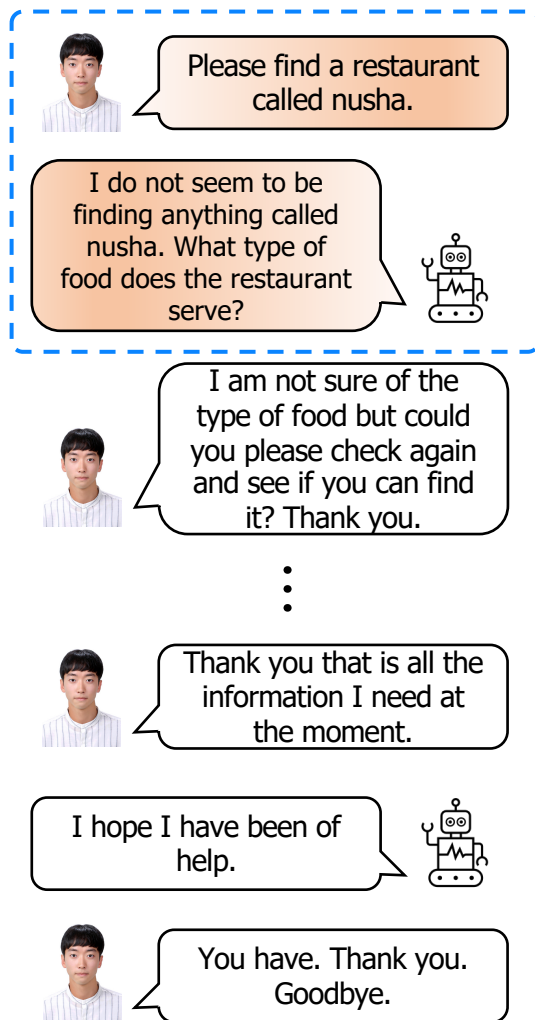 Please find a restaurant
called nusha.
I do not seem to be
finding anything called
nusha. What type of
food does the restaurant
serve?
I am not sure of the
type of food but could
you please check again
and see if you can find
it? Thank you.
Thank you that is all the
information I need at
the moment.
I hope I have been of
help.
You have. Thank you.
Goodbye.